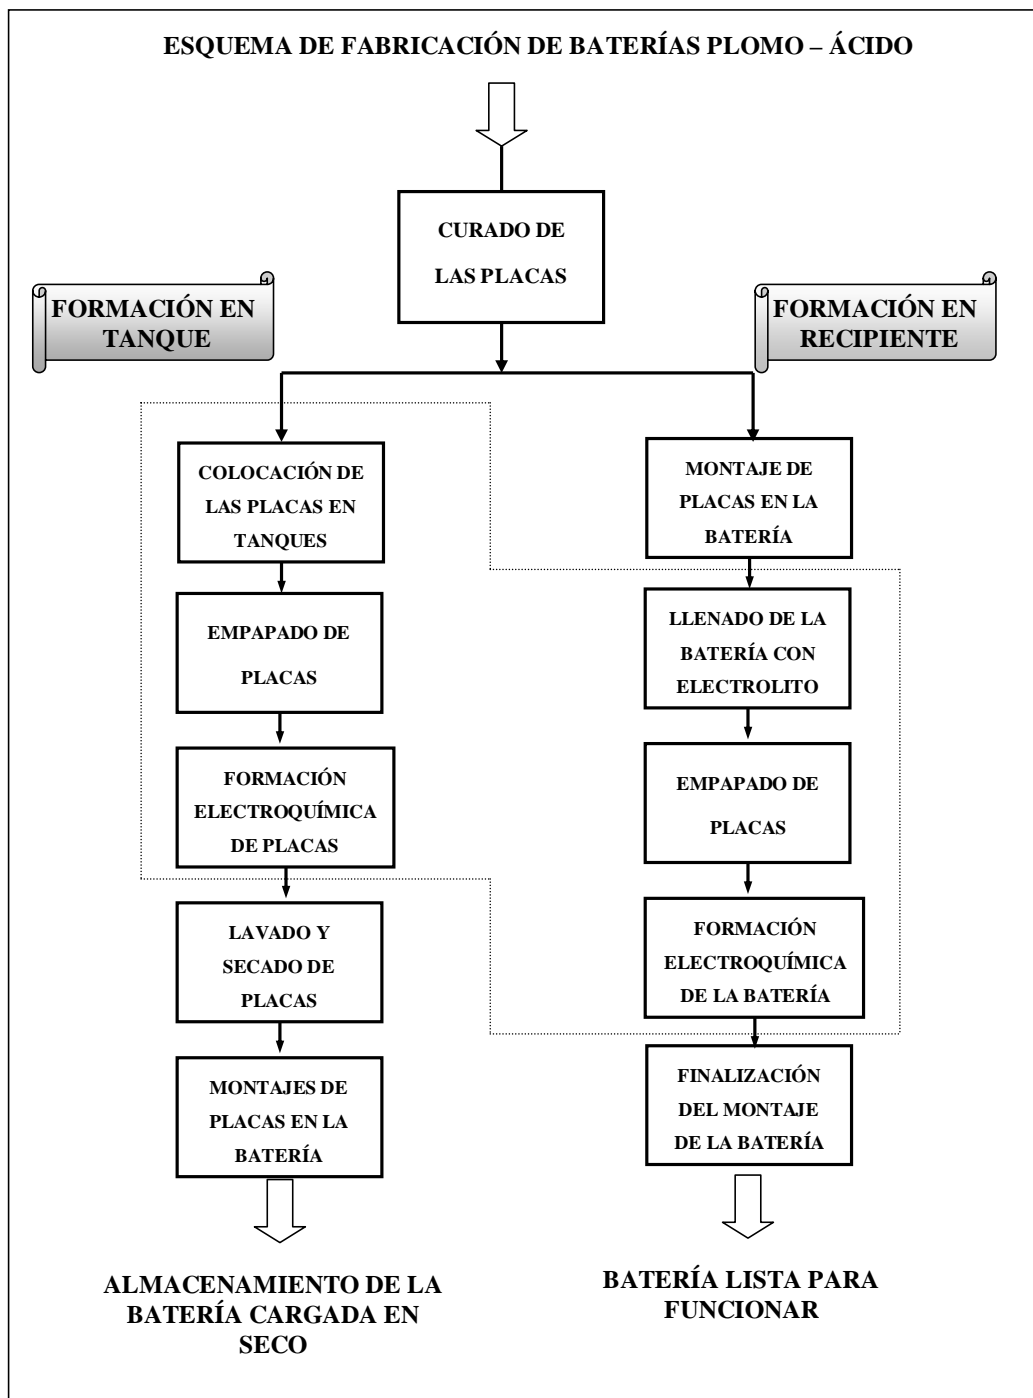 ESQUEMA DE FABRICACIÓN DE BATERÍAS PLOMO – ÁCIDO
CURADO DE
LAS PLACAS
FORMACIÓN EN
TANQUE
FORMACIÓN EN
RECIPIENTE
COLOCACIÓN DE
LAS PLACAS EN
TANQUES
EMPAPADO DE
PLACAS
FORMACIÓN
ELECTROQUÍMICA
DE PLACAS
LAVADO Y
SECADO DE
PLACAS
MONTAJES DE
PLACAS EN LA
BATERÍA
ALMACENAMIENTO DE LA
BATERÍA CARGADA EN
SECO
MONTAJE DE
PLACAS EN LA
BATERÍA
LLENADO DE LA
BATERÍA CON
ELECTROLITO
EMPAPADO DE
PLACAS
FORMACIÓN
ELECTROQUÍMICA
DE LA BATERÍA
FINALIZACIÓN
DEL MONTAJE
DE LA BATERÍA
BATERÍA LISTA PARA
FUNCIONAR